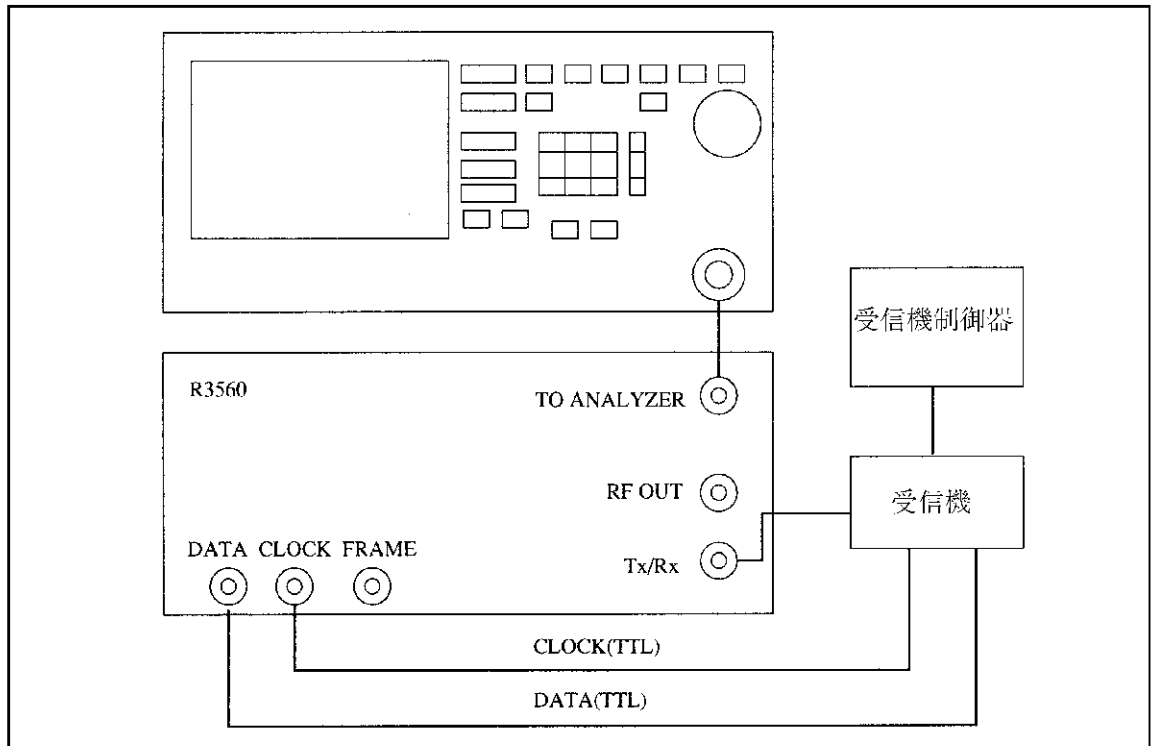 R3560
TO ANALYZER
受信機制御器
RF OUT
受信機
DATA CLOCK FRAME
Tx/Rx
CLOCK(TTL)
DATA(TTL)